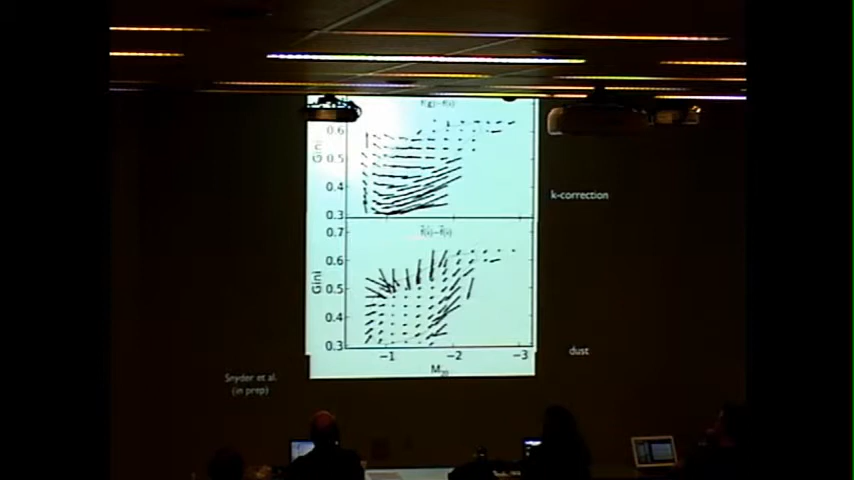 0.6
Gini
0.5
0.4
0.3
k-correction
0.7
0.6
Gini
0.5
0.4
0.3
−1
−2
−3
M20
dust
Snyder et al.
(in prep)